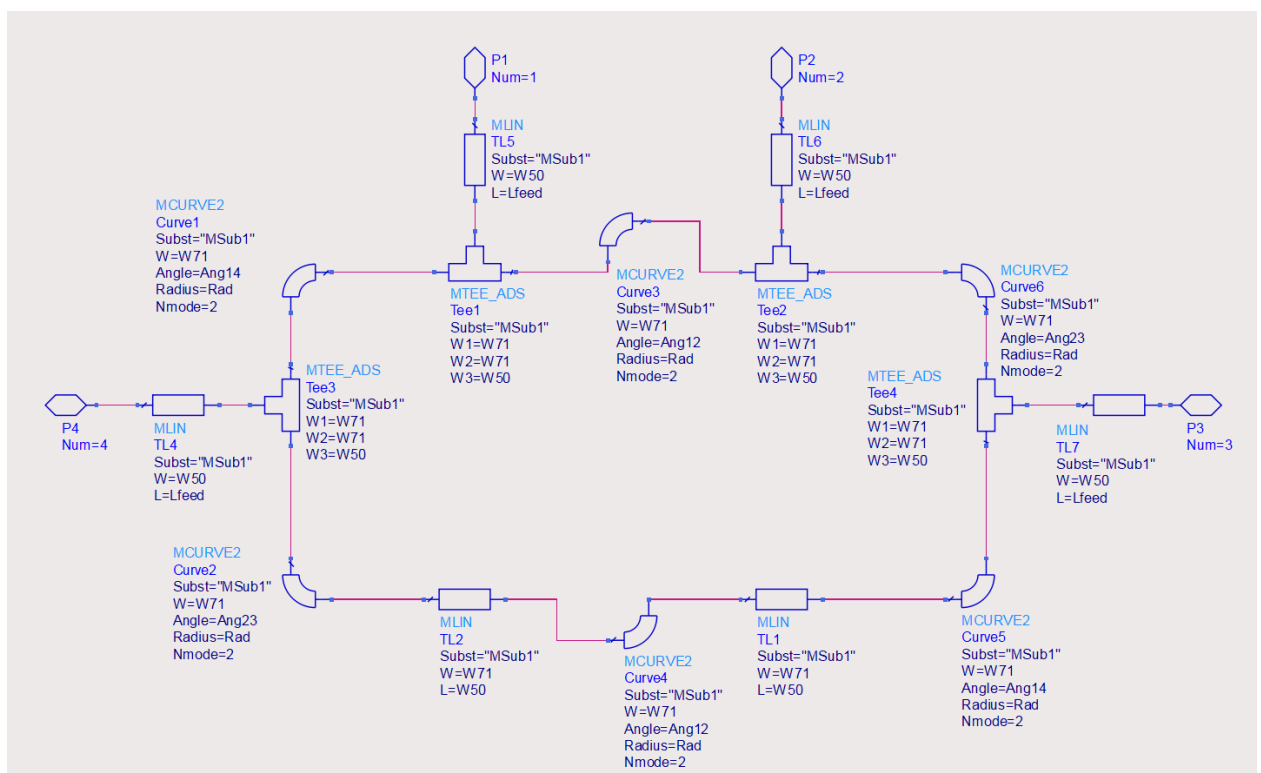 P1
Num=1
P2
Num=2
MLIN
TL5
Subst="MSub1"
W=W50
L=Lfeed
MLIN
TL6
Subst="MSub1"
W=W50
L=Lfeed
MCURVE2
Curve1
Subst="MSub1"
W=W71
Angle=Ang14
Radius=Rad
Nmode=2
MTEE_ADS
Tee1
Subst="MSub1"
W1=W71
W2=W71
W3=W50
MCURVE2
Curve3
Subst="MSub1"
W=W71
Angle=Ang12
Radius=Rad
Nmode=2
MTEE_ADS
Tee2
Subst="MSub1"
W1=W71
W2=W71
W3=W50
MCURVE2
Curve6
Subst="MSub1"
W=W71
Angle=Ang23
Radius=Rad
Nmode=2
P4
Num=4
MLIN
TL4
Subst="MSub1"
W=W50
L=Lfeed
MTEE_ADS
Tee3
Subst="MSub1"
W1=W71
W2=W71
W3=W50
MTEE_ADS
Tee4
Subst="MSub1"
W1=W71
W2=W71
W3=W50
MLIN
TL7
Subst="MSub1"
W=W50
L=Lfeed
P3
Num=3
MCURVE2
Curve2
Subst="MSub1"
W=W71
Angle=Ang23
Radius=Rad
Nmode=2
MLIN
TL2
Subst="MSub1"
W=W71
L=W50
MCURVE2
Curve4
Subst="MSub1"
W=W71
Angle=Ang12
Radius=Rad
Nmode=2
MLIN
TL1
Subst="MSub1"
W=W71
L=W50
MCURVE2
Curve5
Subst="MSub1"
W=W71
Angle=Ang14
Radius=Rad
Nmode=2